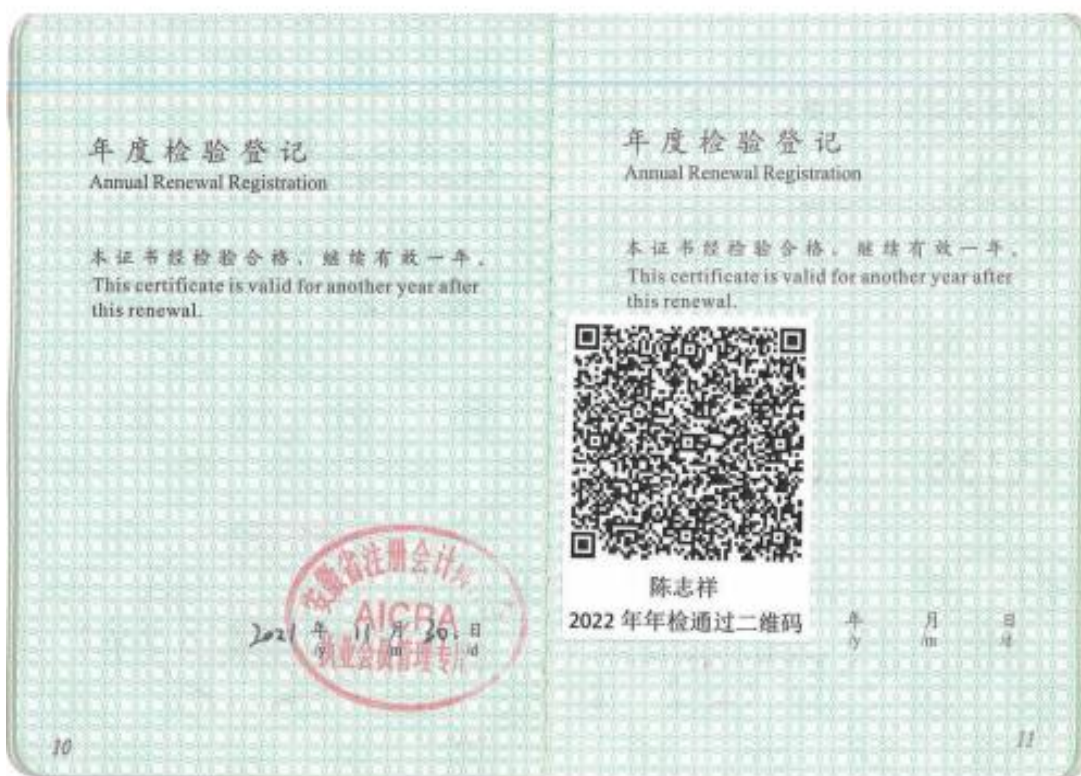 年度检验登记
Annual Renewal Registration
本证书经检验合格，继续有效一年。
This certificate is valid for another year after
this renewal.
安徽省注册会计
AICPA
执业会员管理专
2021 年 11 月 30 日
/y /m /d
10
年度检验登记
Annual Renewal Registration
本证书经检验合格，继续有效一年。
This certificate is valid for another year after
this renewal.
陈志祥
2022 年年检通过二维码
年 月 日
/y /m /d
11